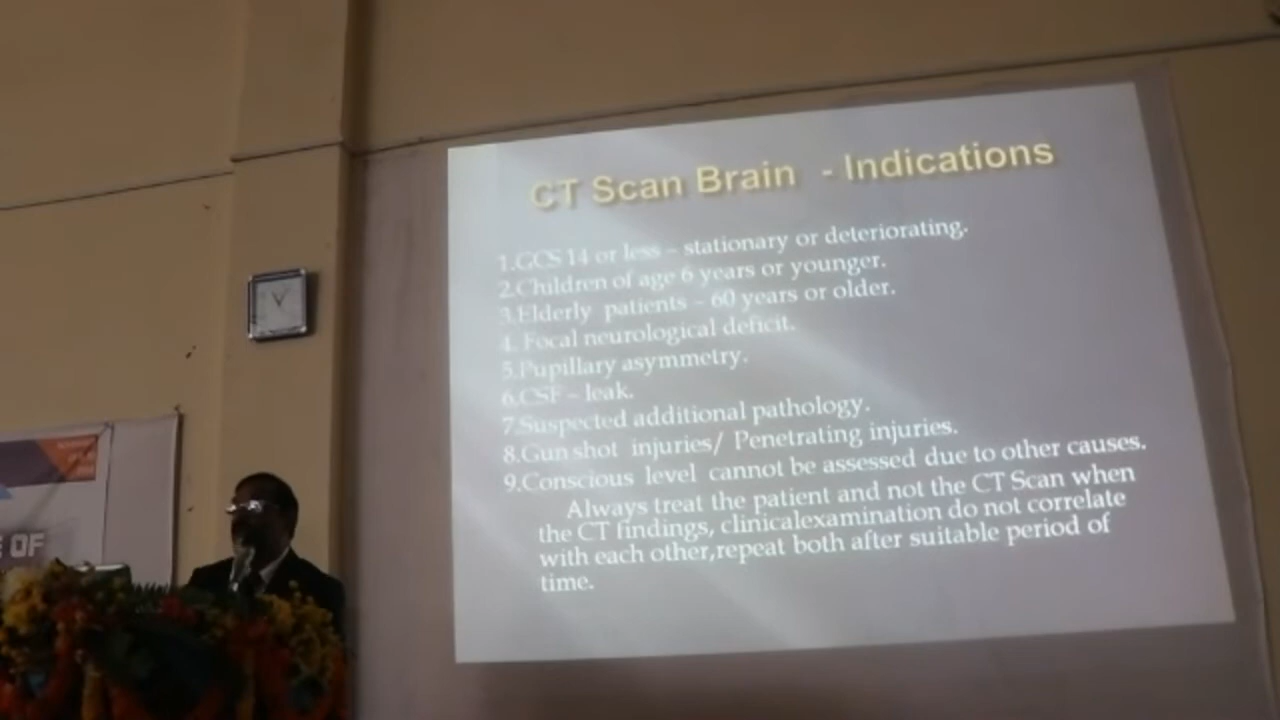 CT Scan Brain - Indications
1.GCS 14 or less – stationary or deteriorating.
2.Children of age 6 years or younger.
3.Elderly patients – 60 years or older.
4. Focal neurological deficit.
5.Pupillary asymmetry.
6.CSF – leak.
7.Suspected additional pathology.
8.Gun shot injuries/ Penetrating injuries.
9.Conscious level cannot be assessed due to other causes.
Always treat the patient and not the CT Scan when
the CT findings, clinicalexamination do not correlate
with each other,repeat both after suitable period of
time.
OF